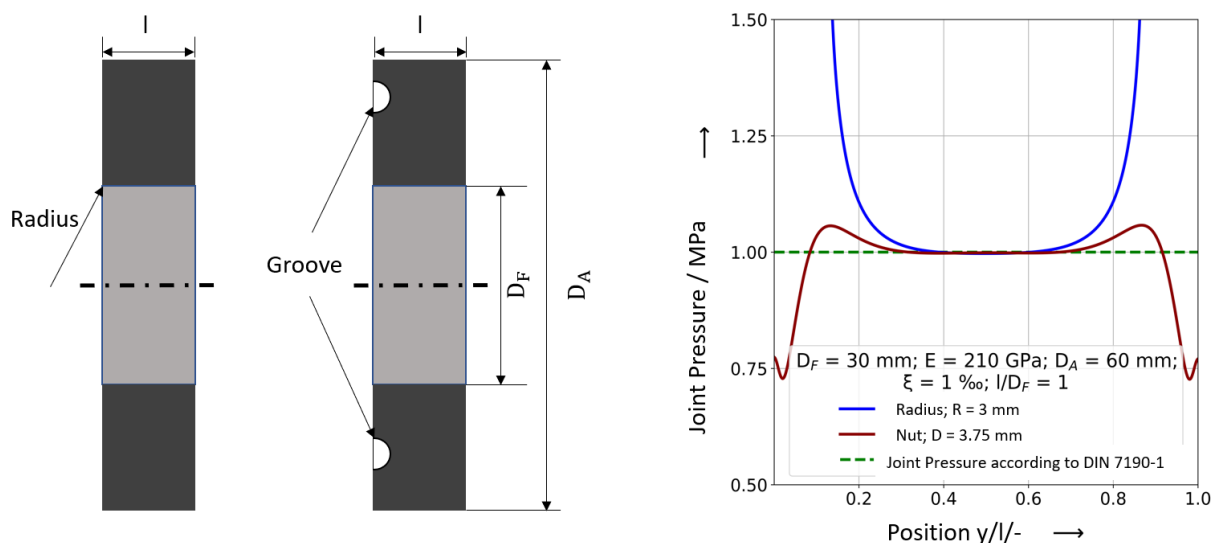 l
l
Radius
Groove
D_F
D_A
Joint Pressure / MPa
1.50
1.25
1.00
0.75
0.50
D_F = 30 mm; E = 210 GPa; D_A = 60 mm;
ξ = 1 ‰; l/D_F = 1
Radius; R = 3 mm
Nut; D = 3.75 mm
Joint Pressure according to DIN 7190-1
0.2
0.4
0.6
0.8
1.0
Position y/l/-